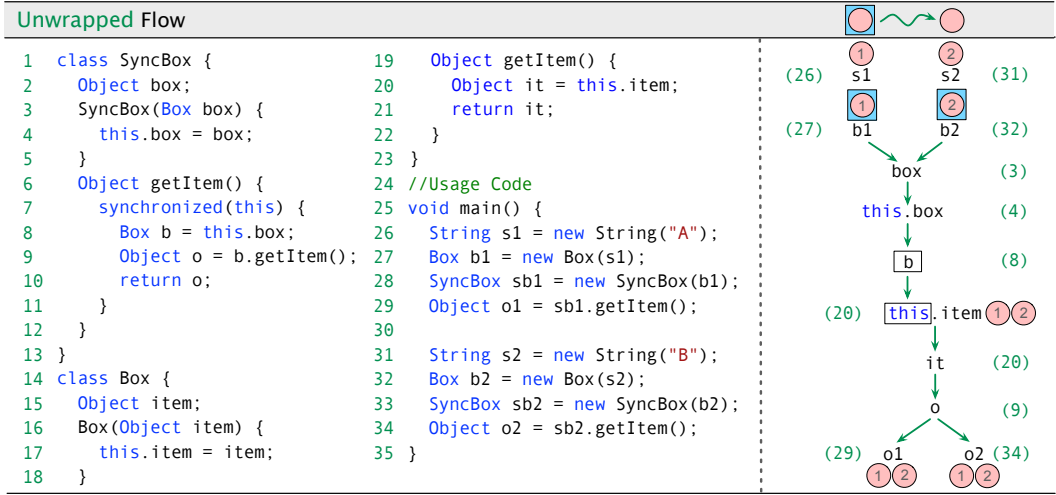 Unwrapped Flow
1 class SyncBox {
2 Object box;
3 SyncBox(Box box) {
4 this.box = box;
5 }
6 Object getItem() {
7 synchronized(this) {
8 Box b = this.box;
9 Object o = b.getItem();
10 return o;
11 }
12 }
13 }
14 class Box {
15 Object item;
16 Box(Object item) {
17 this.item = item;
18 }
19 Object getItem() {
20 Object it = this.item;
21 return it;
22 }
23 }
24 //Usage Code
25 void main() {
26 String s1 = new String("A");
27 Box b1 = new Box(s1);
28 SyncBox sb1 = new SyncBox(b1);
29 Object o1 = sb1.getItem();
30
31 String s2 = new String("B");
32 Box b2 = new Box(s2);
33 SyncBox sb2 = new SyncBox(b2);
34 Object o2 = sb2.getItem();
35 }
1 2
(26) s1 s2 (31)
1 2
(27) b1 b2 (32)
box (3)
this.box (4)
b (8)
(20) this.item 1 2
it (20)
o (9)
(29) o1 o2 (34)
1 2 1 2